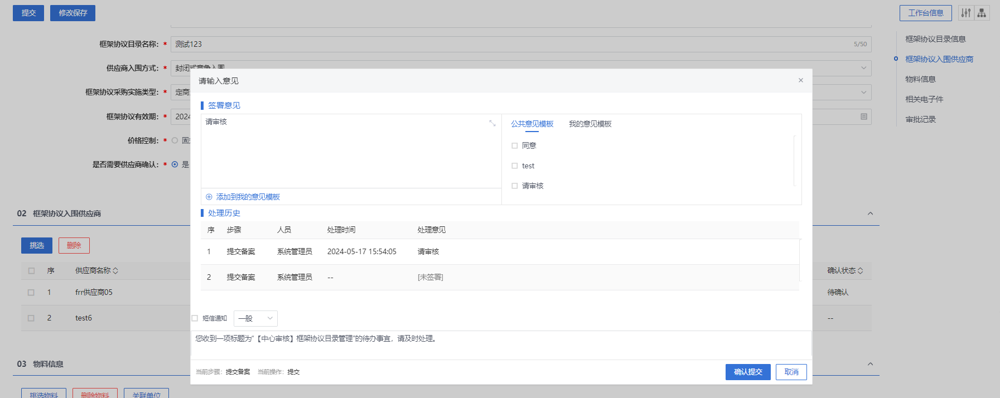 提交 修改保存 工作台信息
框架协议目录名称： * 测试123 5/50
供应商入围方式： *
框架协议采购实施类型： * 定商
框架协议有效期： * 2024
价格控制： *
是否需要供应商确认： * 是
框架协议目录信息
框架协议入围供应商
物料信息
相关电子件
审批记录
请输入意见 ×
签署意见
请审核
添加到我的意见模板
公共意见模板 我的意见模板
同意
test
请审核
处理历史
序 步骤 人员 处理时间 处理意见
1 提交备案 系统管理员 2024-05-17 15:54:05 请审核
2 提交备案 系统管理员 -- [未签署]
短信通知 一般
您收到一项标题为“【中心审核】框架协议目录管理”的待办事宜，请及时处理。
当前步骤： 提交备案 当前操作： 提交
确认提交 取消
02 框架协议入围供应商
挑选 删除
序 供应商名称 确认状态
1 frr供应商05 待确认
2 test6 --
03 物料信息
挑选物料 删除物料 关联单位